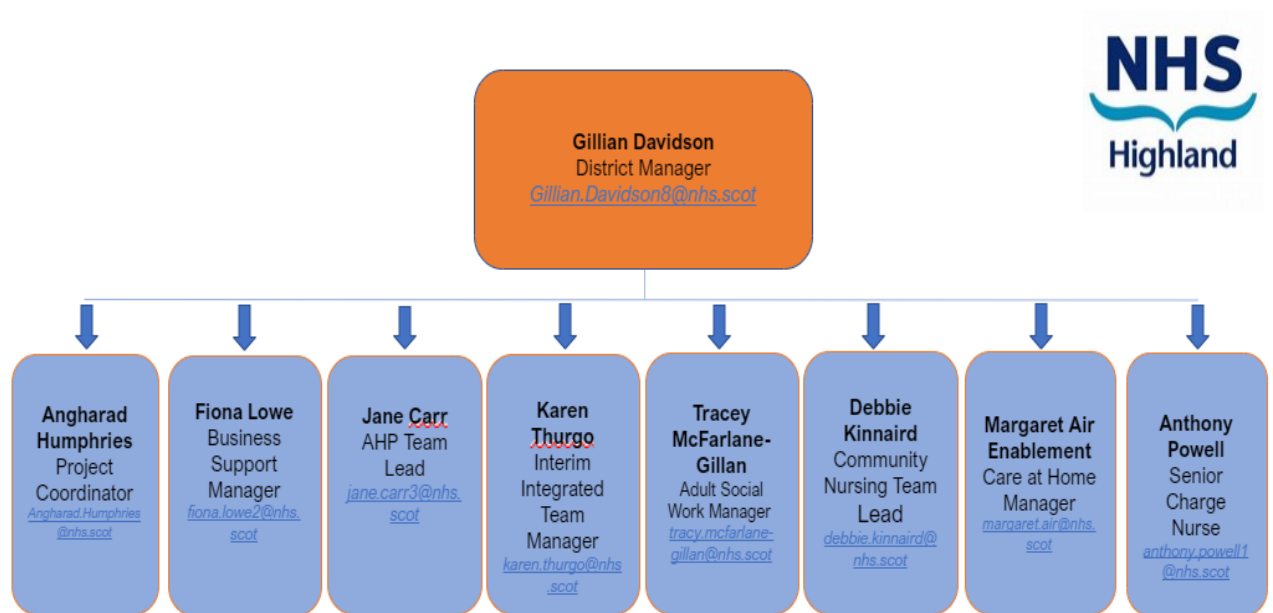 NHS
Highland
Gillian Davidson
District Manager
Gillian.Davidson8@nhs.scot
Angharad
Humphries
Project
Coordinator
Angharad.Humphries
@nhs.scot
Fiona Lowe
Business
Support
Manager
fiona.lowe2@nhs.
scot
Jane Carr
AHP Team
Lead
jane.carr3@nhs.
scot
Karen
Thurgo
Interim
Integrated
Team
Manager
karen.thurgo@nhs
.scot
Tracey
McFarlane-
Gillan
Adult Social
Work Manager
tracy.mcfarlane-
gillan@nhs.scot
Debbie
Kinnaird
Community
Nursing Team
Lead
debbie.kinnaird@
nhs.scot
Margaret Air
Enablement
Care at Home
Manager
margaret.air@nhs.
scot
Anthony
Powell
Senior
Charge
Nurse
anthony.powell1
@nhs.scot